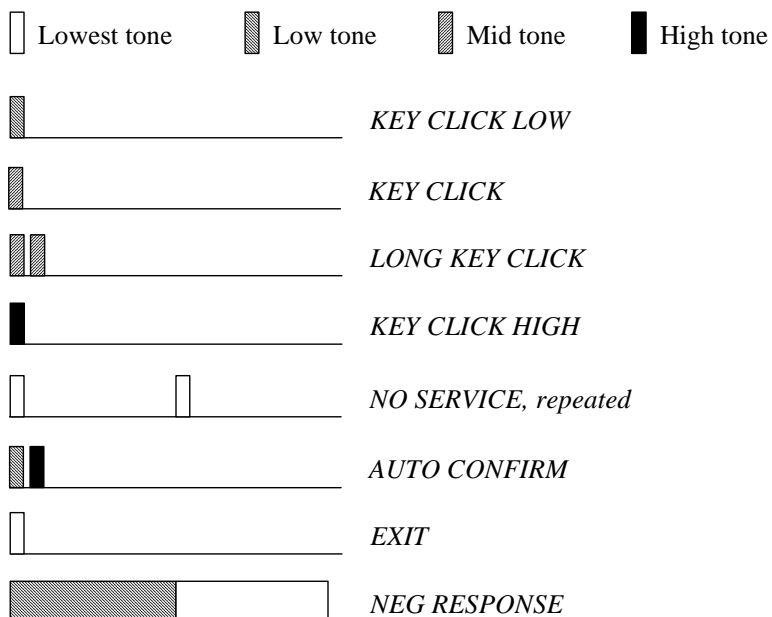 Lowest tone Low tone Mid tone High tone
KEY CLICK LOW
KEY CLICK
LONG KEY CLICK
KEY CLICK HIGH
NO SERVICE, repeated
AUTO CONFIRM
EXIT
NEG RESPONSE